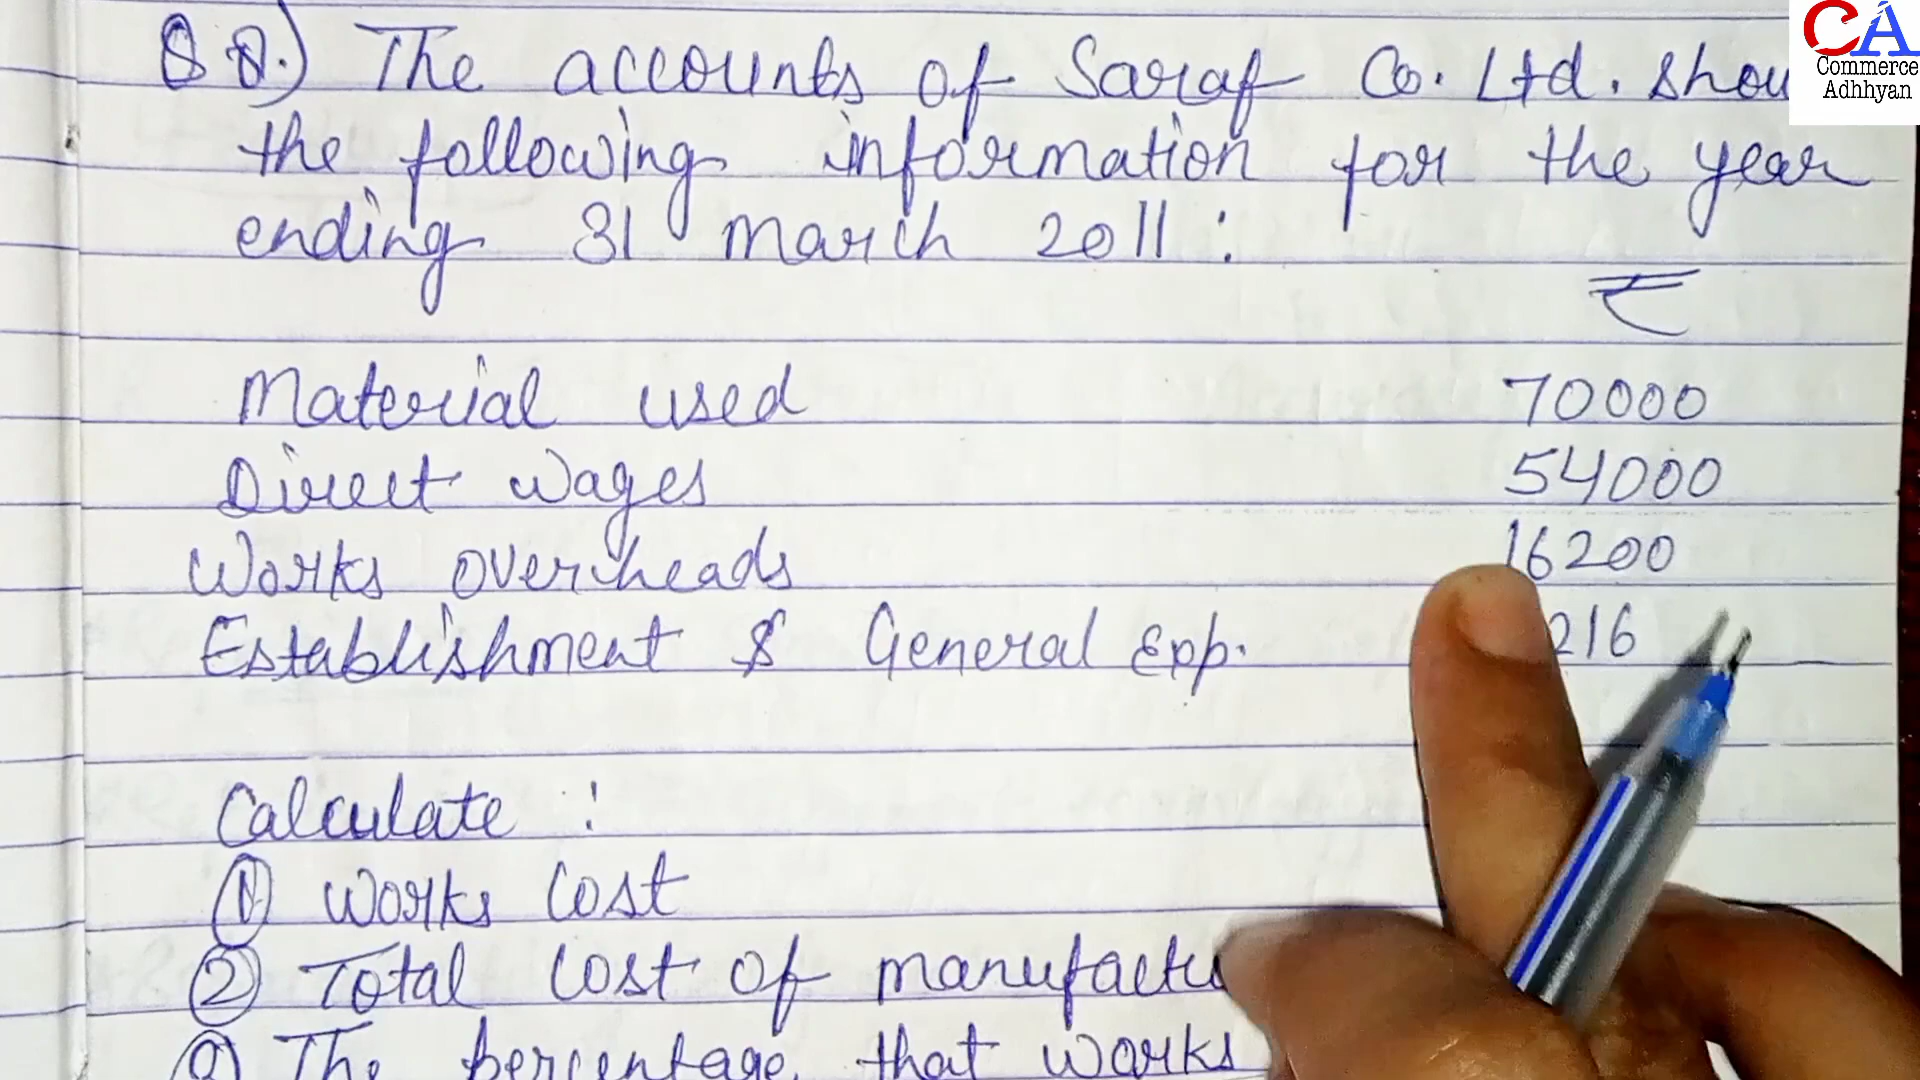 Q 8.) The accounts of Saraf Co. Ltd. show
the following information for the year
ending 31 March 2011 :
₹
Material used 70000
Direct Wages 54000
Works overheads 16200
Establishment & General Exp. 216
Calculate :
① Works Cost
② Total Cost of manufactu
The percentage that works
CA
Commerce
Adhhyan